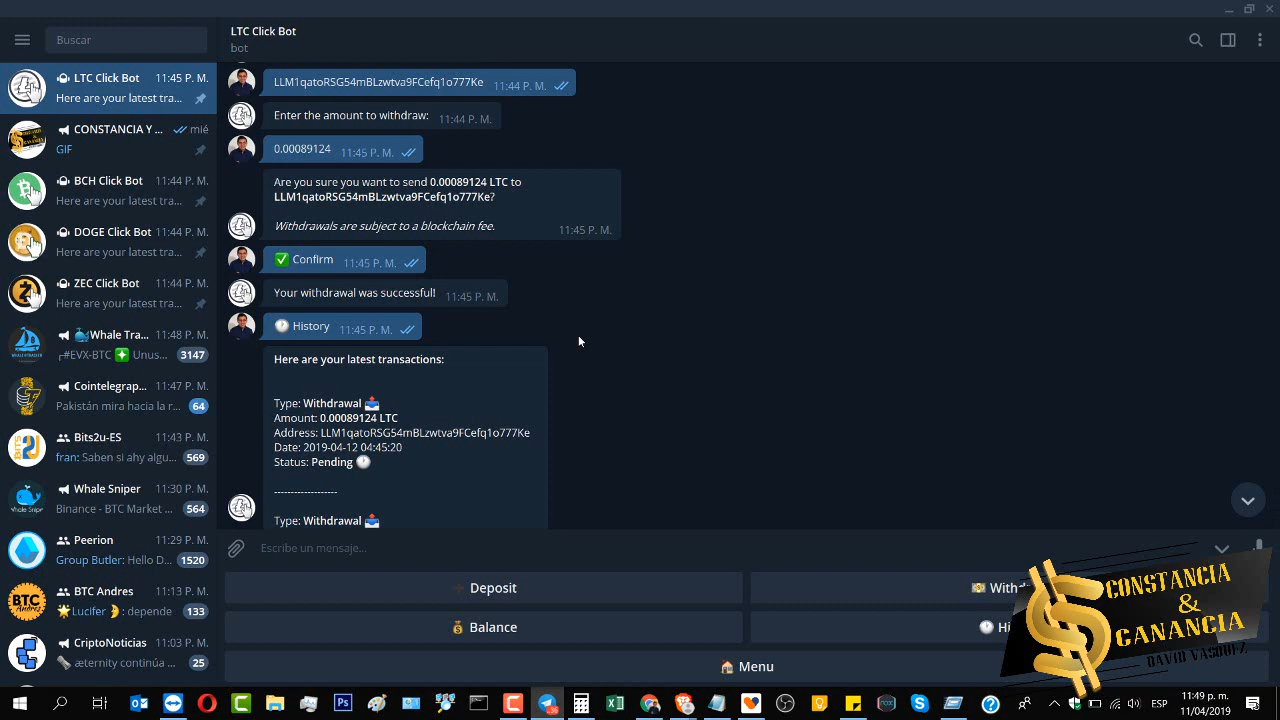 Buscar
LTC Click Bot
bot
LTC Click Bot 11:45 P. M.
Here are your latest tra...
CONSTANCIA Y ... mié
GIF
BCH Click Bot 11:44 P. M.
Here are your latest tra...
DOGE Click Bot 11:44 P. M.
Here are your latest tra...
ZEC Click Bot 11:44 P. M.
Here are your latest tra...
Whale Tra... 11:48 P. M.
┌#EVX-BTC Unus... 3147
Cointelegrap... 11:47 P. M.
Pakistán mira hacia la r... 64
Bits2u-ES 11:43 P. M.
fran: Saben si ahy algu... 569
Whale Sniper 11:30 P. M.
Binance - BTC Market ... 564
Peerion 11:29 P. M.
Group Butler: Hello D... 1520
BTC Andres 11:13 P. M.
Lucifer : depende 133
CriptoNoticias 11:03 P. M.
æternity continúa ... 25
LLM1qatoRSG54mBLzwtva9FCefq1o777Ke 11:44 P. M.
Enter the amount to withdraw: 11:44 P. M.
0.00089124 11:45 P. M.
Are you sure you want to send 0.00089124 LTC to
LLM1qatoRSG54mBLzwtva9FCefq1o777Ke?
Withdrawals are subject to a blockchain fee.
11:45 P. M.
Confirm 11:45 P. M.
Your withdrawal was successful! 11:45 P. M.
History 11:45 P. M.
Here are your latest transactions:
Type: Withdrawal
Amount: 0.00089124 LTC
Address: LLM1qatoRSG54mBLzwtva9FCefq1o777Ke
Date: 2019-04-12 04:45:20
Status: Pending
------------------
Type: Withdrawal
Escribe un mensaje...
Deposit
Balance
Menu
CONSTANCIA
&
GANANCIA
DAVID VASQUEZ
ESP
11:49 p. m.
11/04/2019